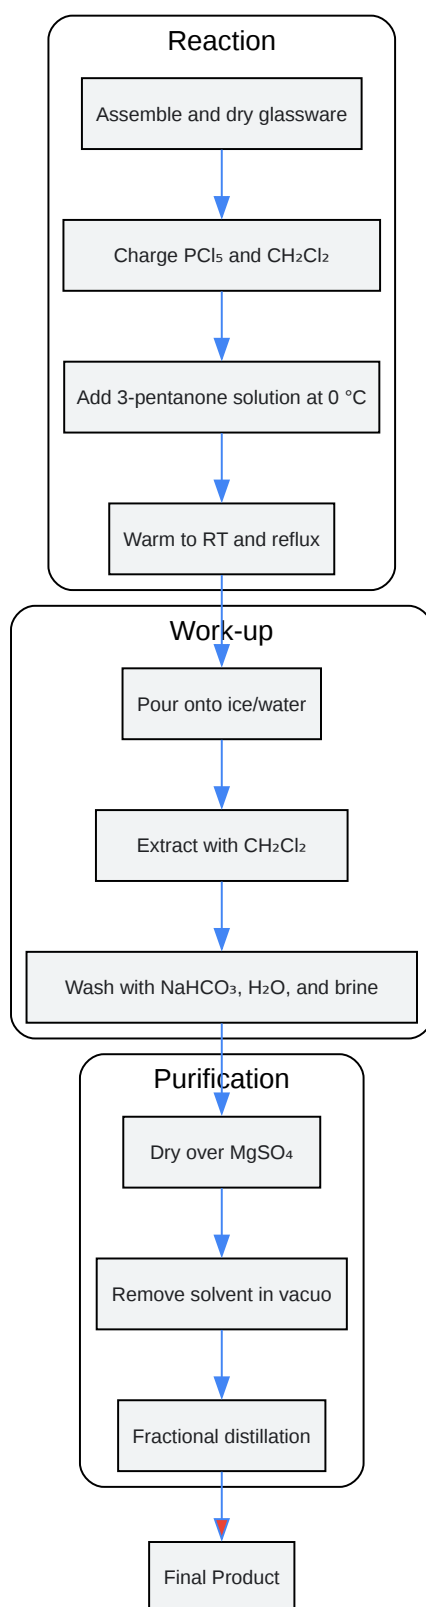 Reaction
Assemble and dry glassware
Charge PCl₅ and CH₂Cl₂
Add 3-pentanone solution at 0 °C
Warm to RT and reflux
Work-up
Pour onto ice/water
Extract with CH₂Cl₂
Wash with NaHCO₃, H₂O, and brine
Purification
Dry over MgSO₄
Remove solvent in vacuo
Fractional distillation
Final Product